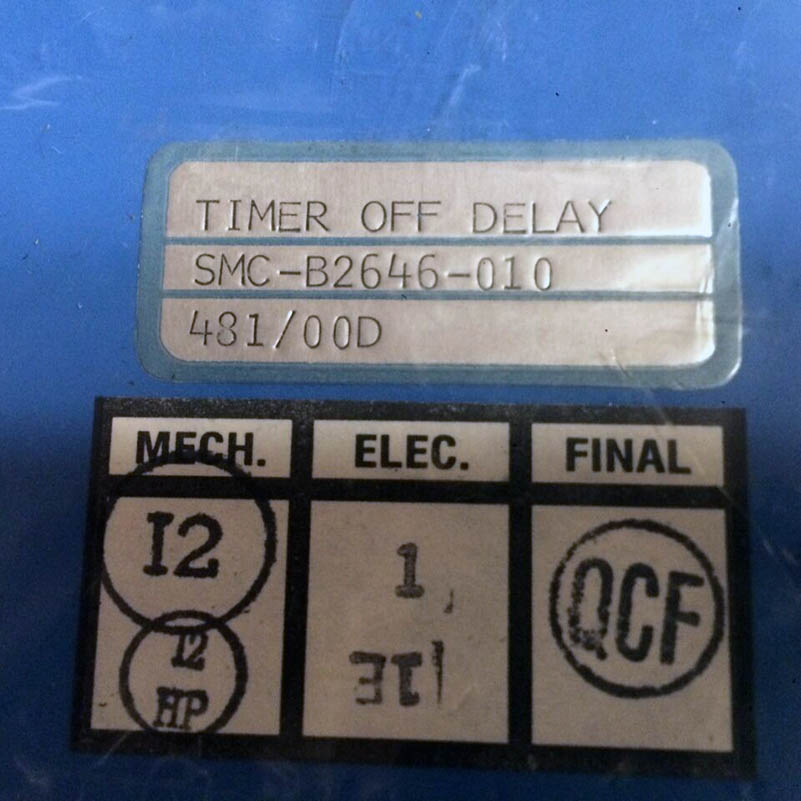 TIMER OFF DELAY
SMC-B2646-010
481/00D
MECH. ELEC. FINAL
I2
1
QCF
I2
HP